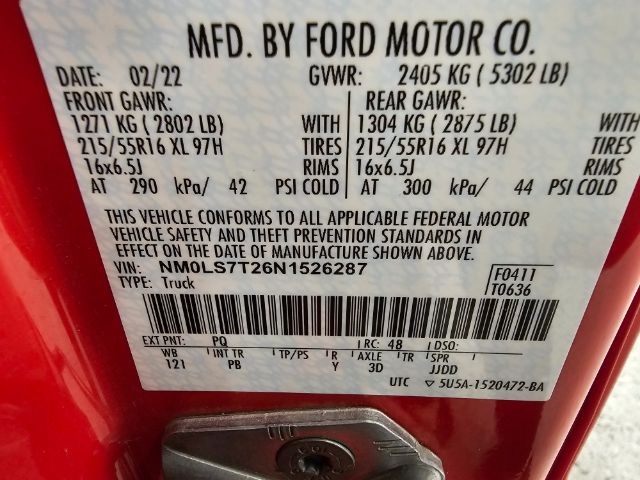 MFD. BY FORD MOTOR CO.
DATE: 02/22 GVWR: 2405 KG ( 5302 LB)
FRONT GAWR: REAR GAWR:
1271 KG ( 2802 LB) WITH 1304 KG ( 2875 LB) WITH
215/55R16 XL 97H TIRES 215/55R16 XL 97H TIRES
16x6.5J RIMS 16x6.5J RIMS
AT 290 kPa/ 42 PSI COLD AT 300 kPa/ 44 PSI COLD
THIS VEHICLE CONFORMS TO ALL APPLICABLE FEDERAL MOTOR
VEHICLE SAFETY AND THEFT PREVENTION STANDARDS IN
EFFECT ON THE DATE OF MANUFACTURE SHOWN ABOVE.
VIN: NM0LS7T26N1526287 F0411
TYPE: Truck T0636
EXT PNT: PQ RC: 48 DSO:
WB INT TR TP/PS R AXLE TR SPR
121 PB Y 3D JJDD
UTC ▽ 5U5A-1520472-BA